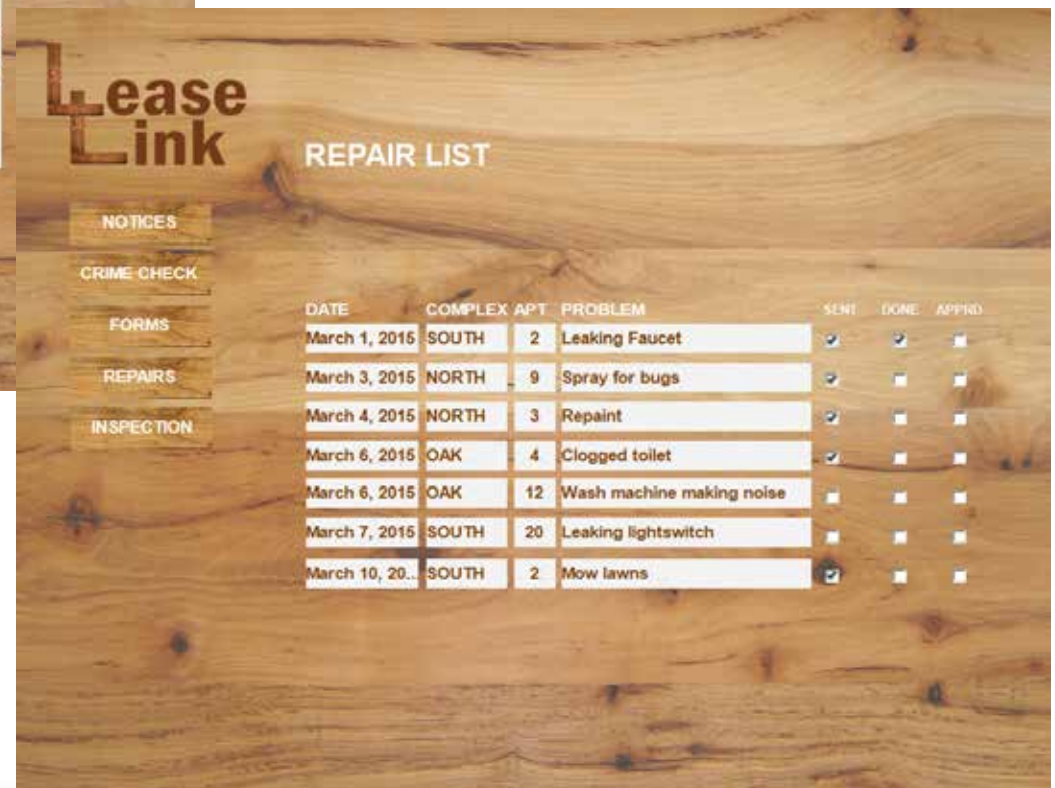 Lease
Link
REPAIR LIST
NOTICES
CRIME CHECK
FORMS
REPAIRS
INSPECTION
DATE COMPLEX APT PROBLEM SENT DONE APPRD
March 1, 2015 SOUTH 2 Leaking Faucet
March 3, 2015 NORTH 9 Spray for bugs
March 4, 2015 NORTH 3 Repaint
March 6, 2015 OAK 4 Clogged toilet
March 6, 2015 OAK 12 Wash machine making noise
March 7, 2015 SOUTH 20 Leaking lightswitch
March 10, 20... SOUTH 2 Mow lawns